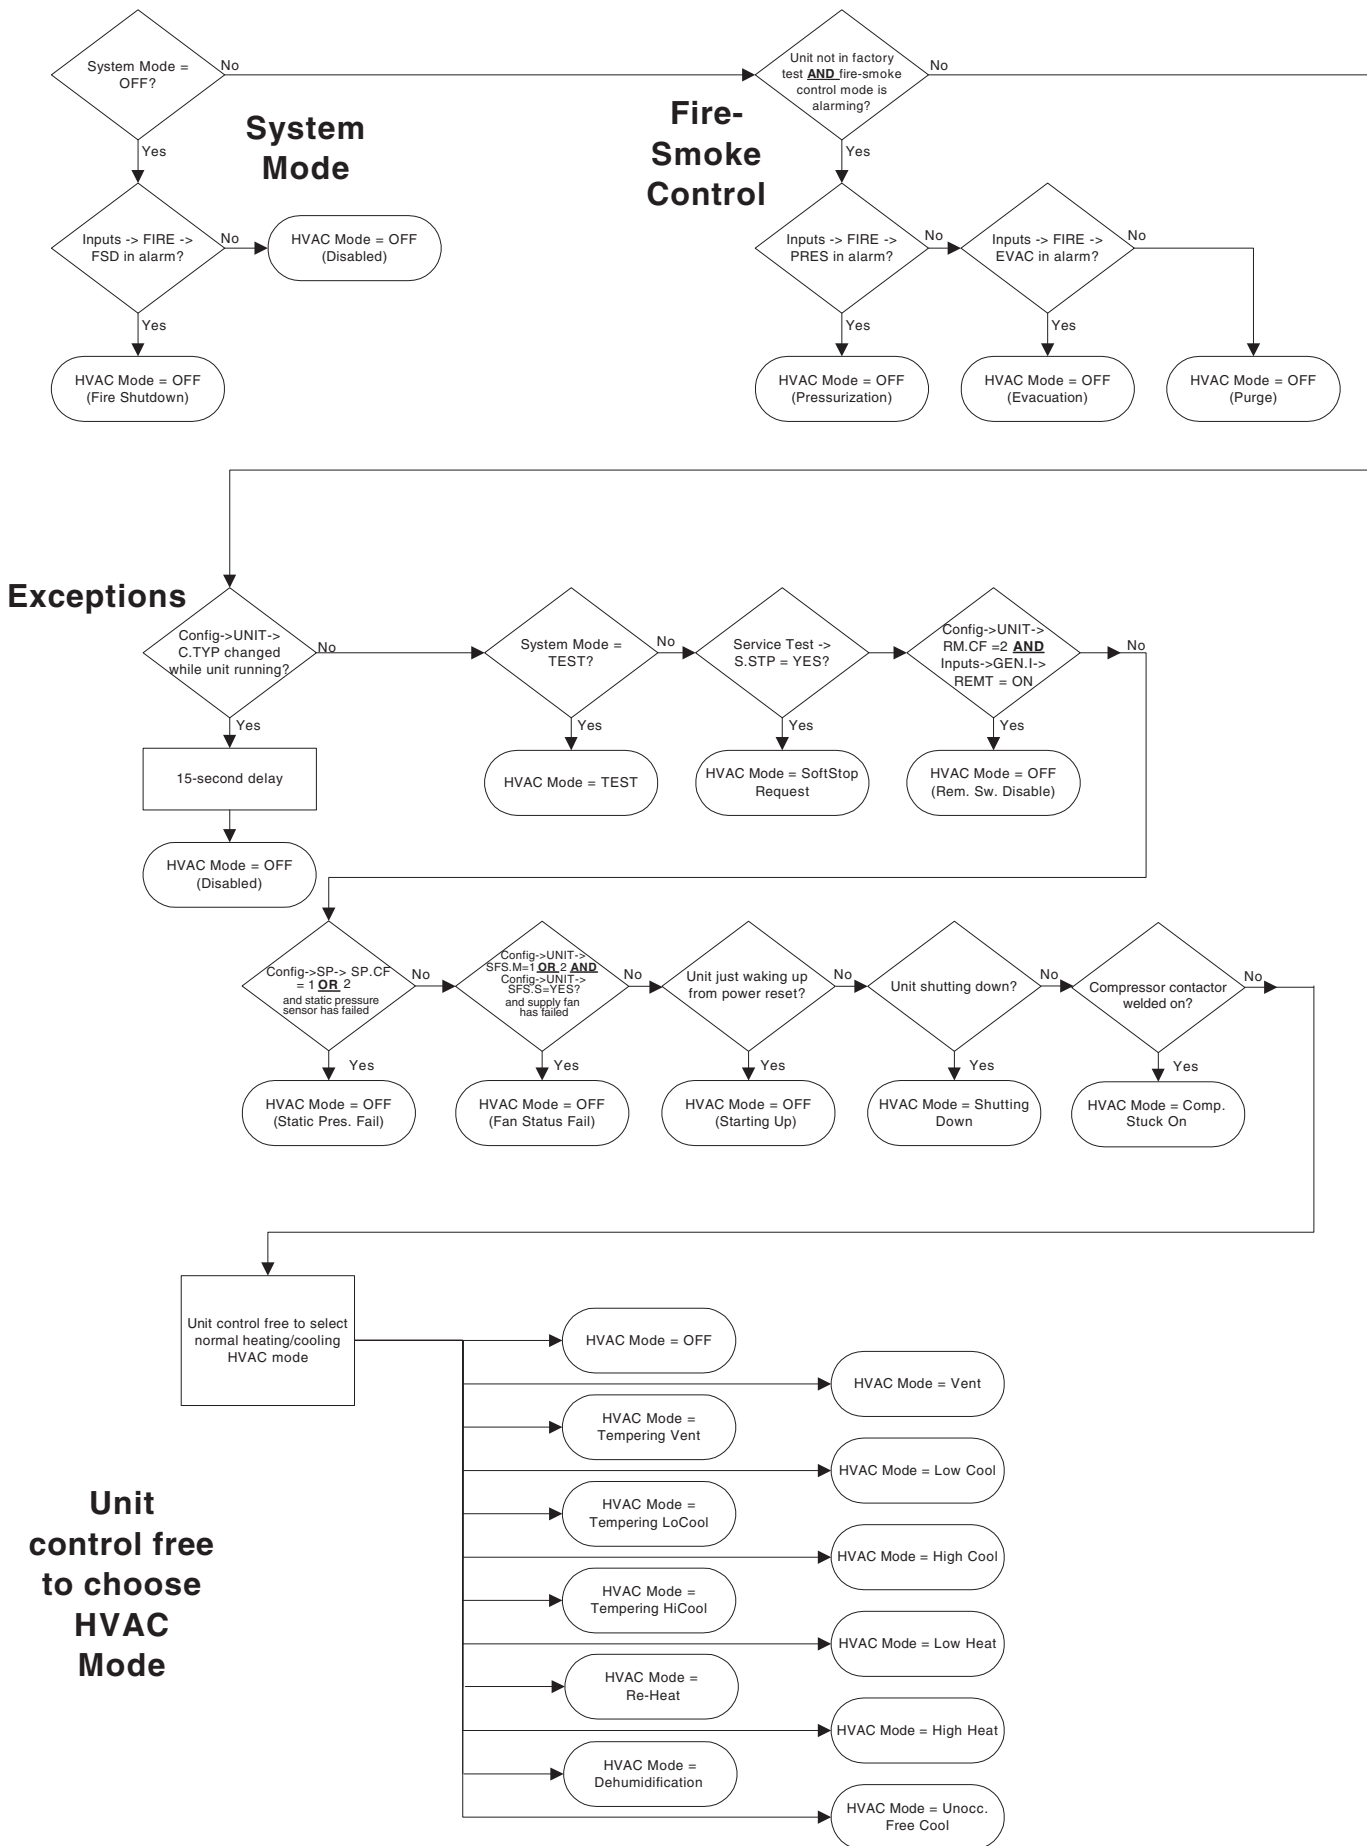 System Mode =
OFF?
No
Yes
System
Mode
Inputs -> FIRE ->
FSD in alarm?
No
HVAC Mode = OFF
(Disabled)
Yes
HVAC Mode = OFF
(Fire Shutdown)
Unit not in factory
test AND fire-smoke
control mode is
alarming?
No
Fire-
Smoke
Control
Yes
Inputs -> FIRE ->
PRES in alarm?
No
Inputs -> FIRE ->
EVAC in alarm?
No
Yes
Yes
HVAC Mode = OFF
(Pressurization)
HVAC Mode = OFF
(Evacuation)
HVAC Mode = OFF
(Purge)
Exceptions
Config->UNIT->
C.TYP changed
while unit running?
No
Yes
15-second delay
HVAC Mode = OFF
(Disabled)
System Mode =
TEST?
No
Yes
HVAC Mode = TEST
Service Test ->
S.STP = YES?
Yes
HVAC Mode = SoftStop
Request
Config->UNIT->
RM.CF =2 AND
Inputs->GEN.I->
REMT = ON
No
Yes
HVAC Mode = OFF
(Rem. Sw. Disable)
Config->SP-> SP.CF
= 1 OR 2
and static pressure
sensor has failed
No
Yes
HVAC Mode = OFF
(Static Pres. Fail)
Config->UNIT->
SFS.M=1 OR 2 AND
Config->UNIT->
SFS.S=YES?
and supply fan
has failed
No
Yes
HVAC Mode = OFF
(Fan Status Fail)
Unit just waking up
from power reset?
No
Yes
HVAC Mode = OFF
(Starting Up)
Unit shutting down?
No
Yes
HVAC Mode = Shutting
Down
Compressor contactor
welded on?
No
Yes
HVAC Mode = Comp.
Stuck On
Unit control free to select
normal heating/cooling
HVAC mode
Unit
control free
to choose
HVAC
Mode
HVAC Mode = OFF
HVAC Mode = Vent
HVAC Mode =
Tempering Vent
HVAC Mode = Low Cool
HVAC Mode =
Tempering LoCool
HVAC Mode = High Cool
HVAC Mode =
Tempering HiCool
HVAC Mode = Low Heat
HVAC Mode =
Re-Heat
HVAC Mode = High Heat
HVAC Mode =
Dehumidification
HVAC Mode = Unocc.
Free Cool